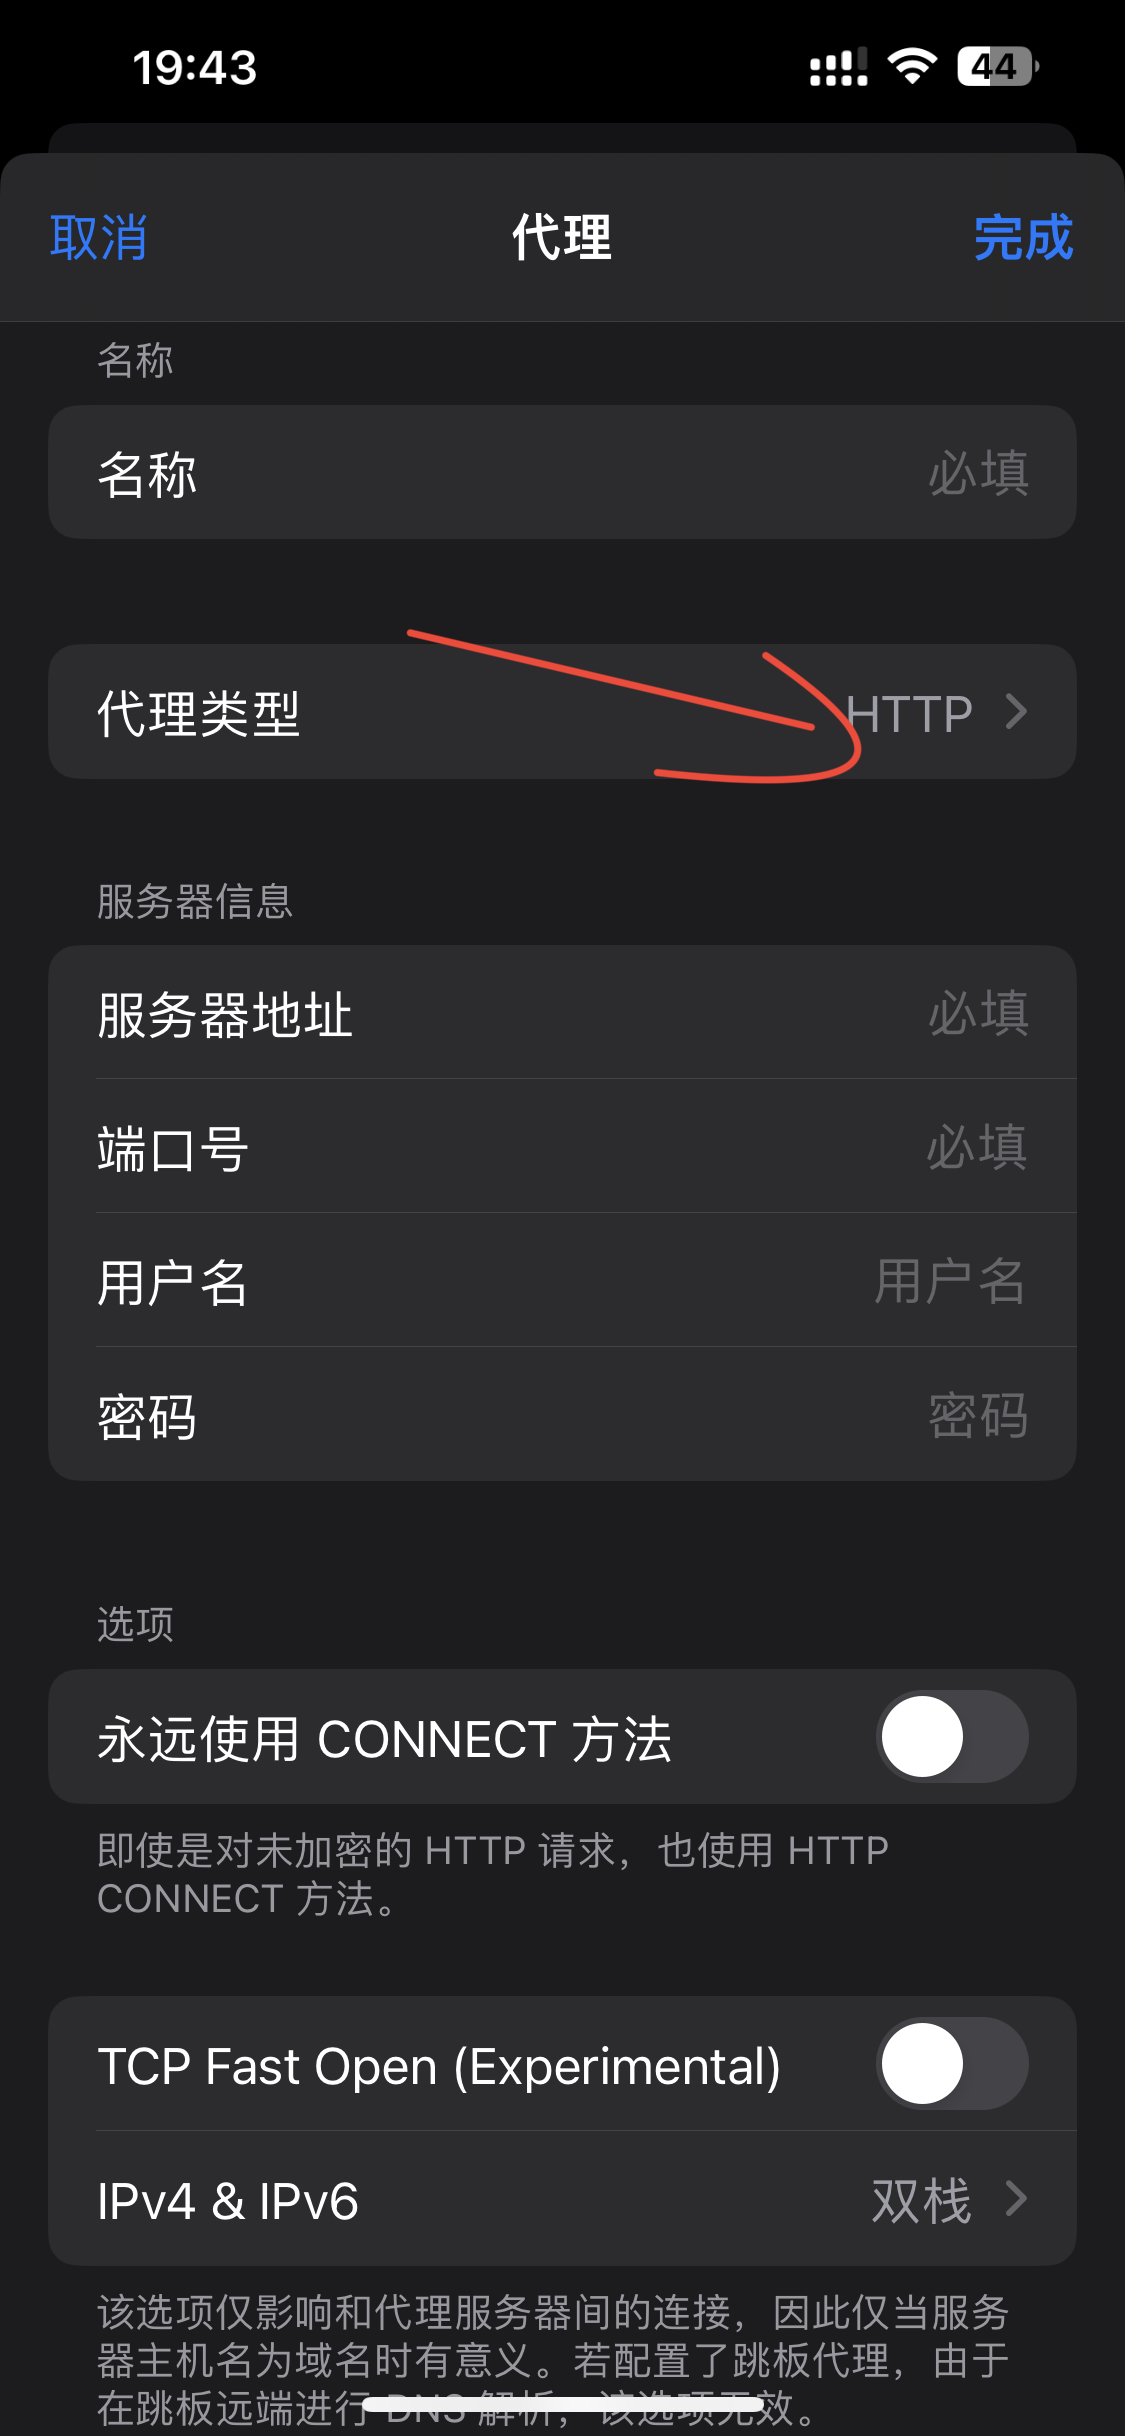 19:43
44
取消
代理
完成
名称
名称 必填
代理类型 HTTP
服务器信息
服务器地址 必填
端口号 必填
用户名 用户名
密码 密码
选项
永远使用 CONNECT 方法
即使是对未加密的 HTTP 请求，也使用 HTTP
CONNECT 方法。
TCP Fast Open (Experimental)
IPv4 & IPv6 双栈
该选项仅影响和代理服务器间的连接，因此仅当服务
器主机名为域名时有意义。若配置了跳板代理，由于
在跳板远端进行 DNS 解析，该选项无效。